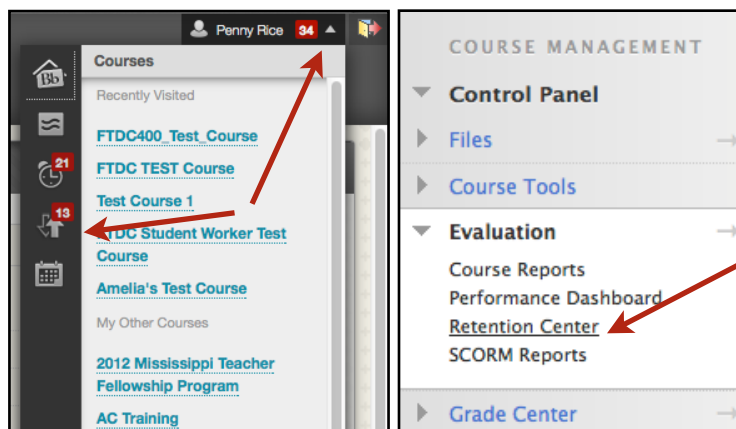 Penny Rice 34
Bb
Courses
Recently Visited
21
FTDC400_Test_Course
FTDC TEST Course
Test Course 1
13
Student Worker Test
Course
Amelia's Test Course
My Other Courses
2012 Mississippi Teacher
Fellowship Program
AC Training
COURSE MANAGEMENT
Control Panel
Files
Course Tools
Evaluation
Course Reports
Performance Dashboard
Retention Center
SCORM Reports
Grade Center